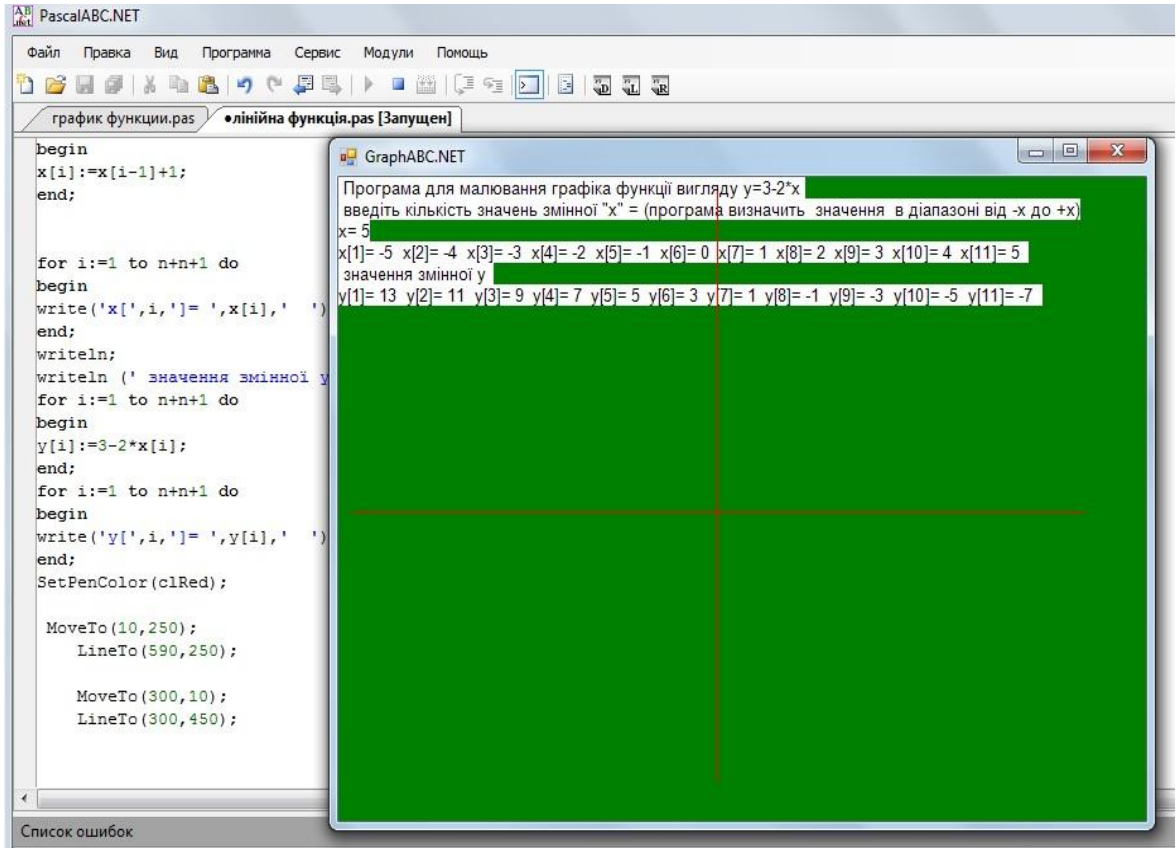 PascalABC.NET
Файл Правка Вид Программа Сервис Модули Помощь
график функции.pas •лінійна функція.pas [Запущен]
begin
x[i]:=x[i-1]+1;
end;
for i:=1 to n+n+1 do
begin
write('x[',i,']= ',x[i],'  ')
end;
writeln;
writeln (' значення змінної у
for i:=1 to n+n+1 do
begin
y[i]:=3-2*x[i];
end;
for i:=1 to n+n+1 do
begin
write('y[',i,']= ',y[i],'  ')
end;
SetPenColor(clRed);
MoveTo(10,250);
LineTo(590,250);
MoveTo(300,10);
LineTo(300,450);
GraphABC.NET
Програма для малювання графіка функції вигляду y=3-2*x
введіть кількість значень змінної "x" = (програма визначить значення в діапазоні від -x до +x)
x= 5
x[1]= -5 x[2]= -4 x[3]= -3 x[4]= -2 x[5]= -1 x[6]= 0 x[7]= 1 x[8]= 2 x[9]= 3 x[10]= 4 x[11]= 5
значення змінної у
y[1]= 13 y[2]= 11 y[3]= 9 y[4]= 7 y[5]= 5 y[6]= 3 y[7]= 1 y[8]= -1 y[9]= -3 y[10]= -5 y[11]= -7
Список ошибок